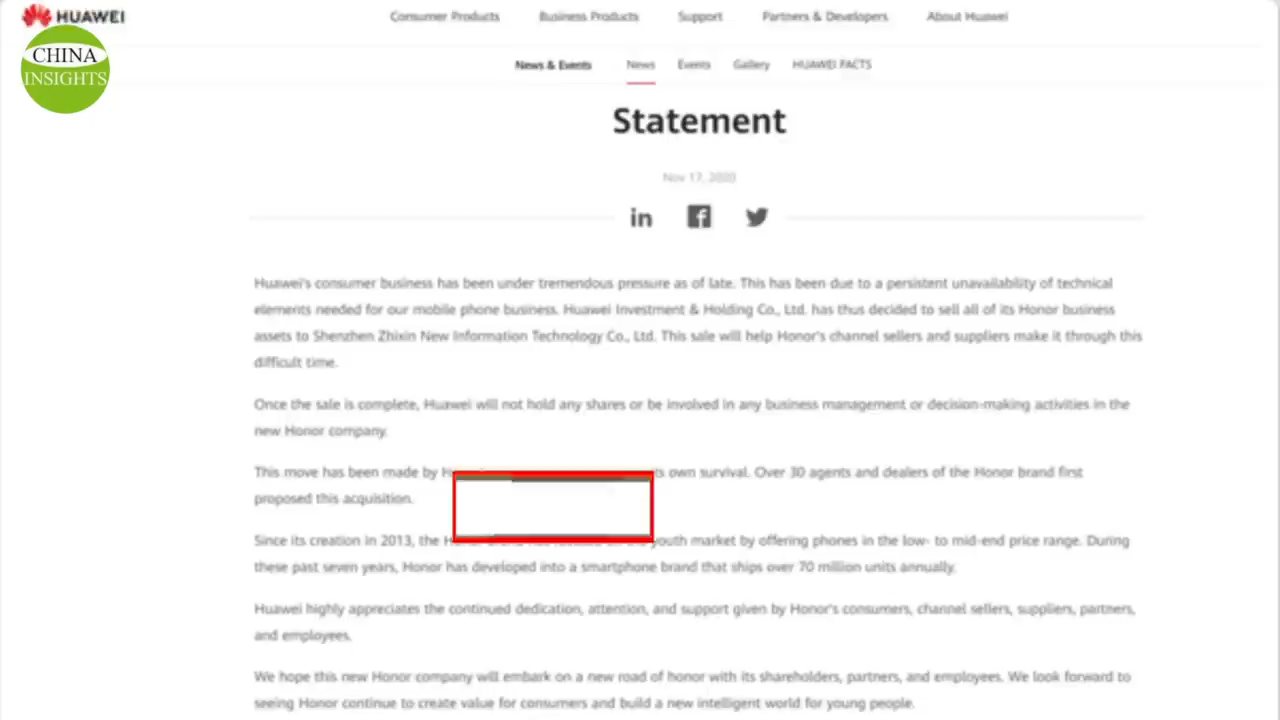 HUAWEI
Consumer Products Business Products Support Partners & Developers About Huawei
CHINA
INSIGHTS
News & Events News Events Gallery HUAWEI FACTS
Statement
Nov 17, 2020
in f
Huawei's consumer business has been under tremendous pressure as of late. This has been due to a persistent unavailability of technical
elements needed for our mobile phone business. Huawei Investment & Holding Co., Ltd. has thus decided to sell all of its Honor business
assets to Shenzhen Zhixin New Information Technology Co., Ltd. This sale will help Honor's channel sellers and suppliers make it through this
difficult time.
Once the sale is complete, Huawei will not hold any shares or be involved in any business management or decision-making activities in the
new Honor company.
This move has been made by own survival. Over 30 agents and dealers of the Honor brand first
proposed this acquisition.
Since its creation in 2013, the youth market by offering phones in the low- to mid-end price range. During
these past seven years, Honor has developed into a smartphone brand that ships over 70 million units annually.
Huawei highly appreciates the continued dedication, attention, and support given by Honor's consumers, channel sellers, suppliers, partners,
and employees.
We hope this new Honor company will embark on a new road of honor with its shareholders, partners, and employees. We look forward to
seeing Honor continue to create value for consumers and build a new intelligent world for young people.